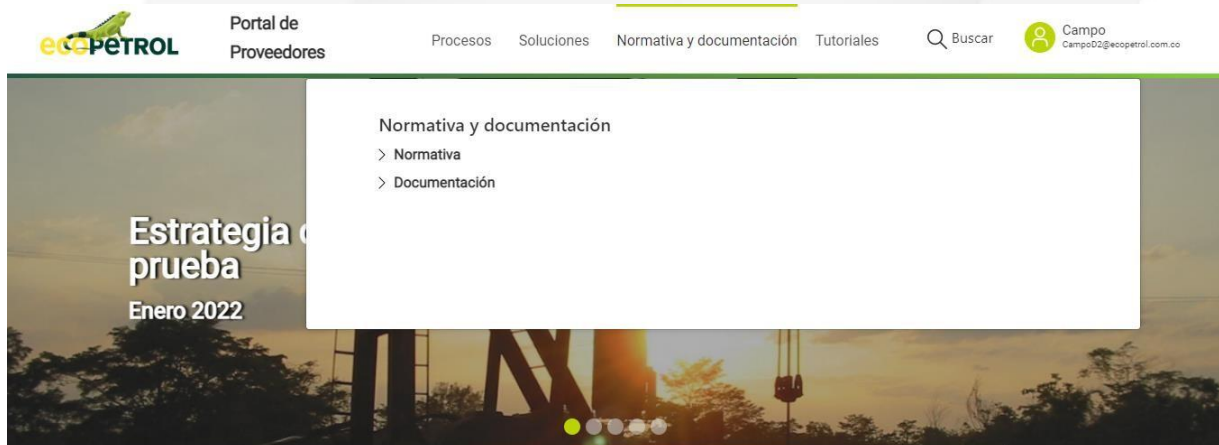 ecopetrol
Portal de
Proveedores
Procesos Soluciones Normativa y documentación Tutoriales Buscar
Campo
CampoD2@ecopetrol.com.co
Normativa y documentación
> Normativa
> Documentación
Estrategia
prueba
Enero 2022